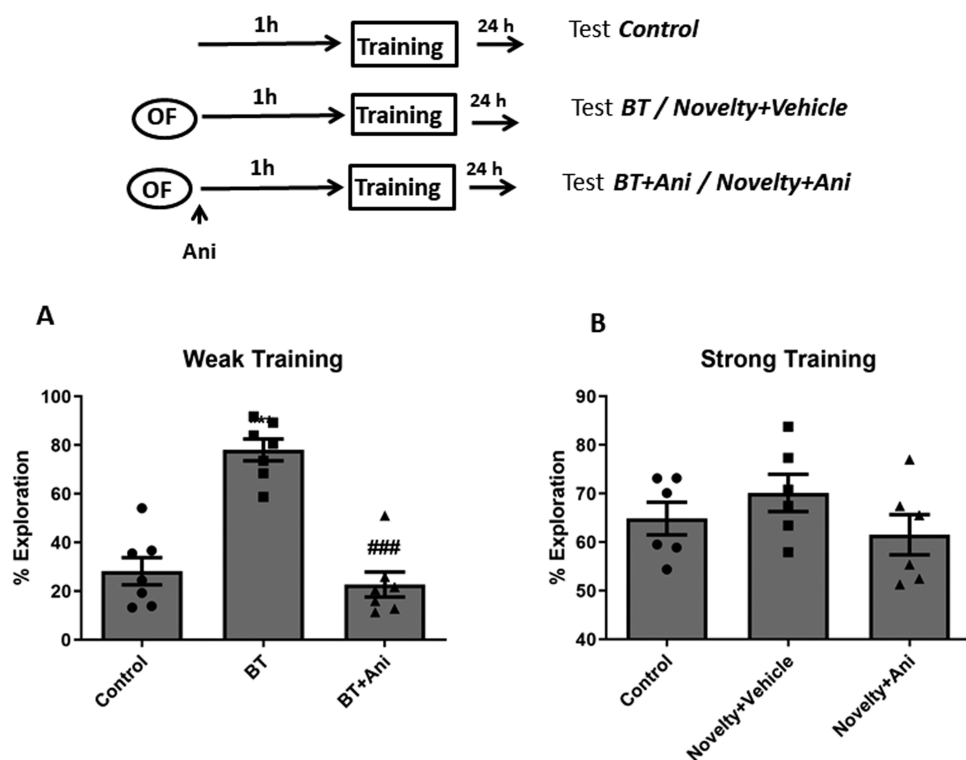 1h Training 24 h Test Control
OF 1h Training 24 h Test BT / Novelty+Vehicle
OF 1h Training 24 h Test BT+Ani / Novelty+Ani
Ani
A
Weak Training
% Exploration
100
80
60
40
20
0
***
###
Control
BT
BT+Ani
B
Strong Training
% Exploration
90
80
70
60
50
40
Control
Novelty+Vehicle
Novelty+Ani